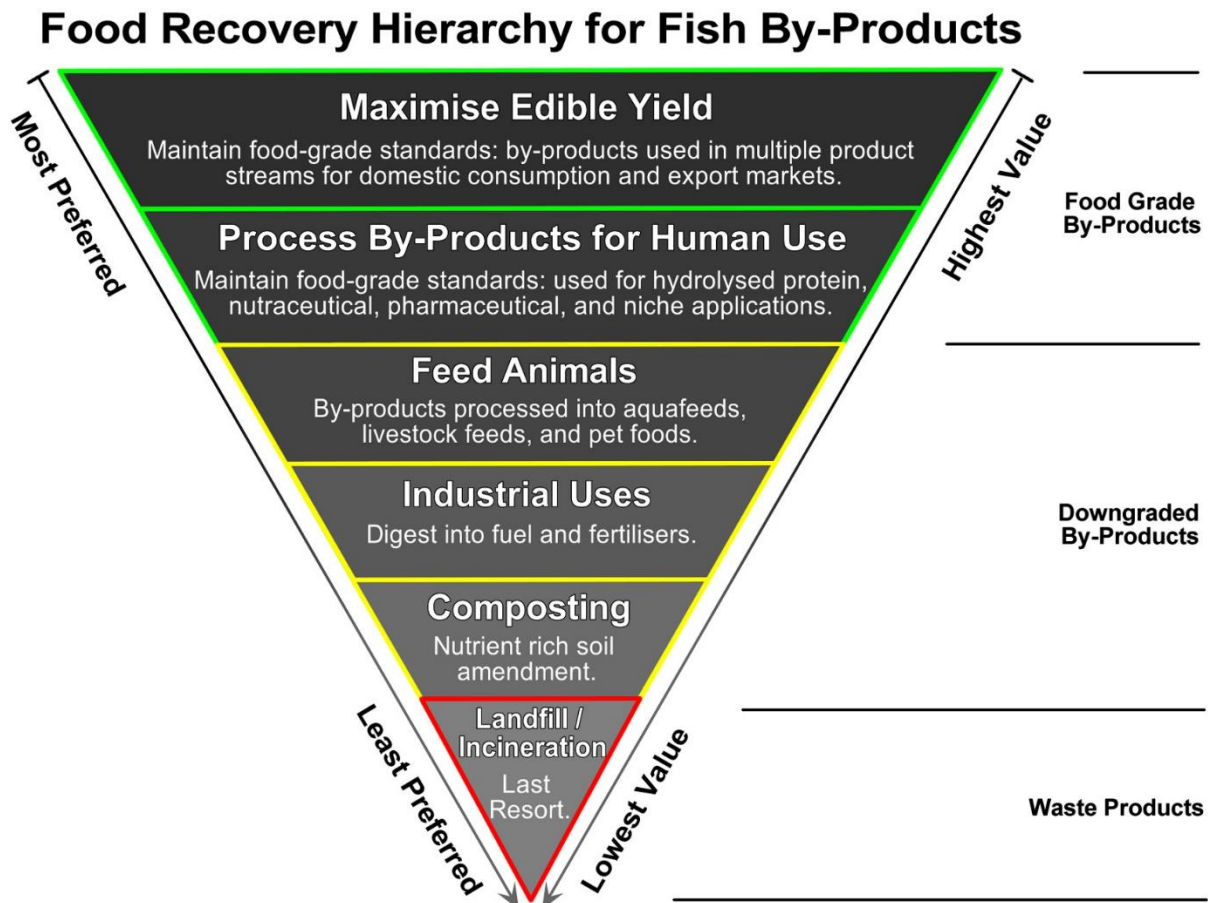 Food Recovery Hierarchy for Fish By-Products
Most Preferred
Highest Value
Maximise Edible Yield
Maintain food-grade standards: by-products used in multiple product
streams for domestic consumption and export markets.
Process By-Products for Human Use
Maintain food-grade standards: used for hydrolysed protein,
nutraceutical, pharmaceutical, and niche applications.
Food Grade
By-Products
Feed Animals
By-products processed into aquafeeds,
livestock feeds, and pet foods.
Industrial Uses
Digest into fuel and fertilisers.
Composting
Nutrient rich soil
amendment.
Downgraded
By-Products
Landfill /
Incineration
Last
Resort.
Least Preferred
Lowest Value
Waste Products